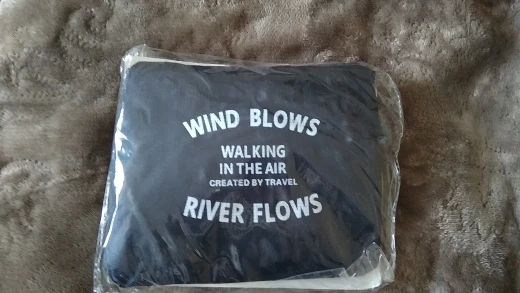 WIND BLOWS
WALKING
IN THE AIR
CREATED BY TRAVEL
RIVER FLOWS